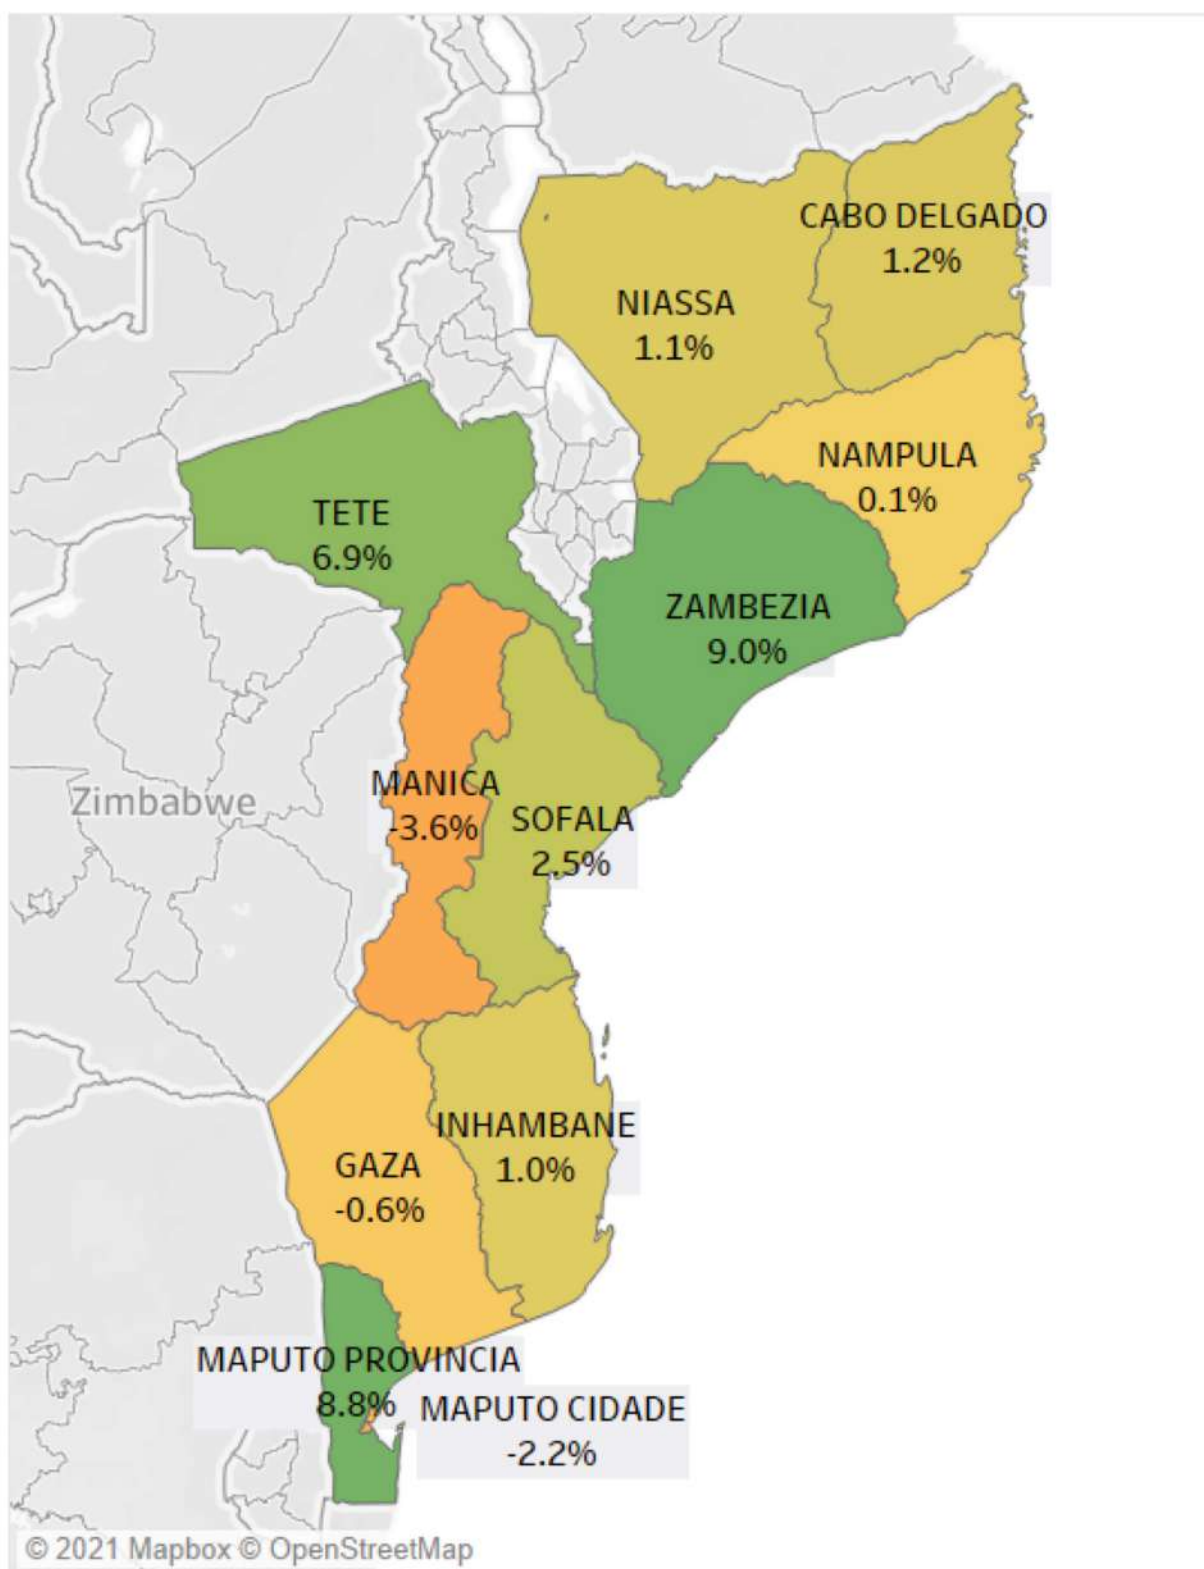 CABO DELGADO
1.2%
NIASSA
1.1%
NAMPULA
0.1%
TETE
6.9%
ZAMBEZIA
9.0%
MANICA
-3.6%
Zimbabwe
SOFALA
2.5%
INHAMBANE
1.0%
GAZA
-0.6%
MAPUTO PROVINCIA
8.8%
MAPUTO CIDADE
-2.2%
© 2021 Mapbox © OpenStreetMap